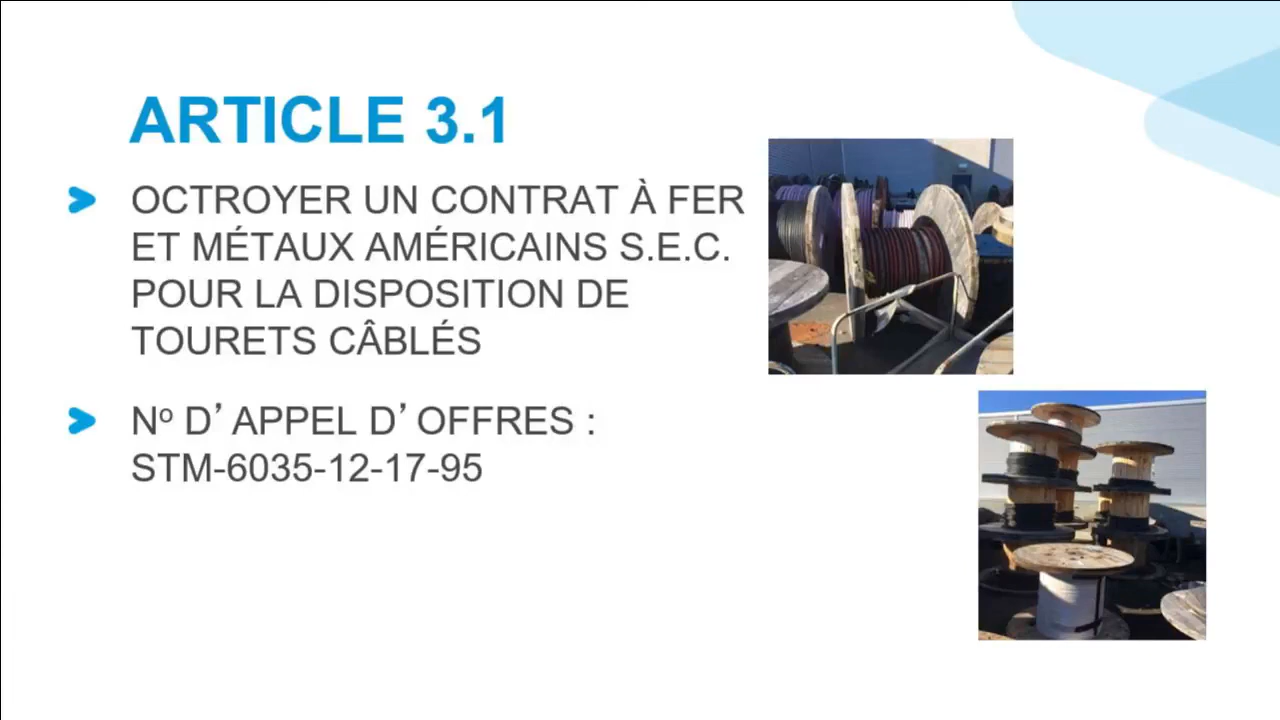 ARTICLE 3.1
OCTROYER UN CONTRAT À FER
ET MÉTAUX AMÉRICAINS S.E.C.
POUR LA DISPOSITION DE
TOURETS CÂBLÉS
Nº D’APPEL D’OFFRES :
STM-6035-12-17-95